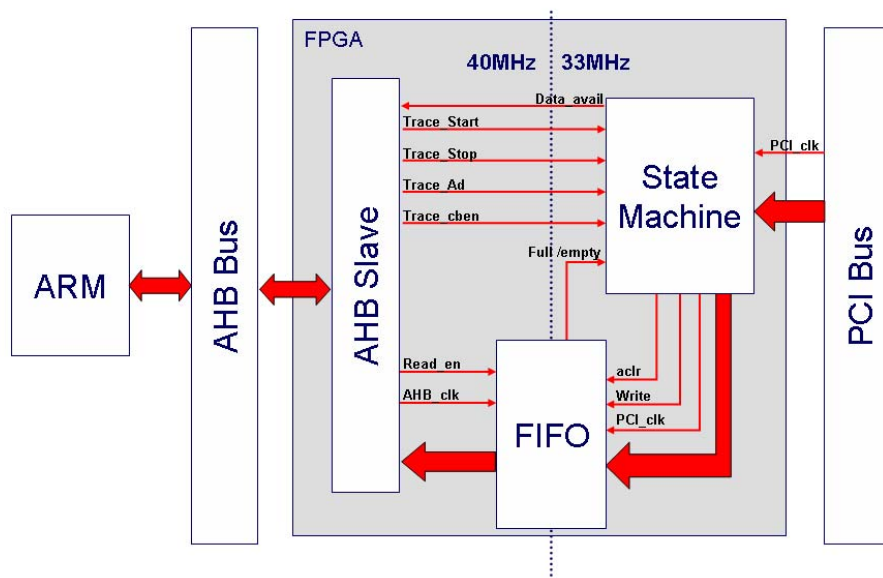 FPGA
40MHz
33MHz
Data_avail
Trace_Start
PCI_clk
Trace_Stop
Trace_Ad
State
Machine
Trace_cben
Full /empty
ARM
AHB Bus
AHB Slave
PCI Bus
Read_en
aclr
AHB_clk
Write
PCI_clk
FIFO